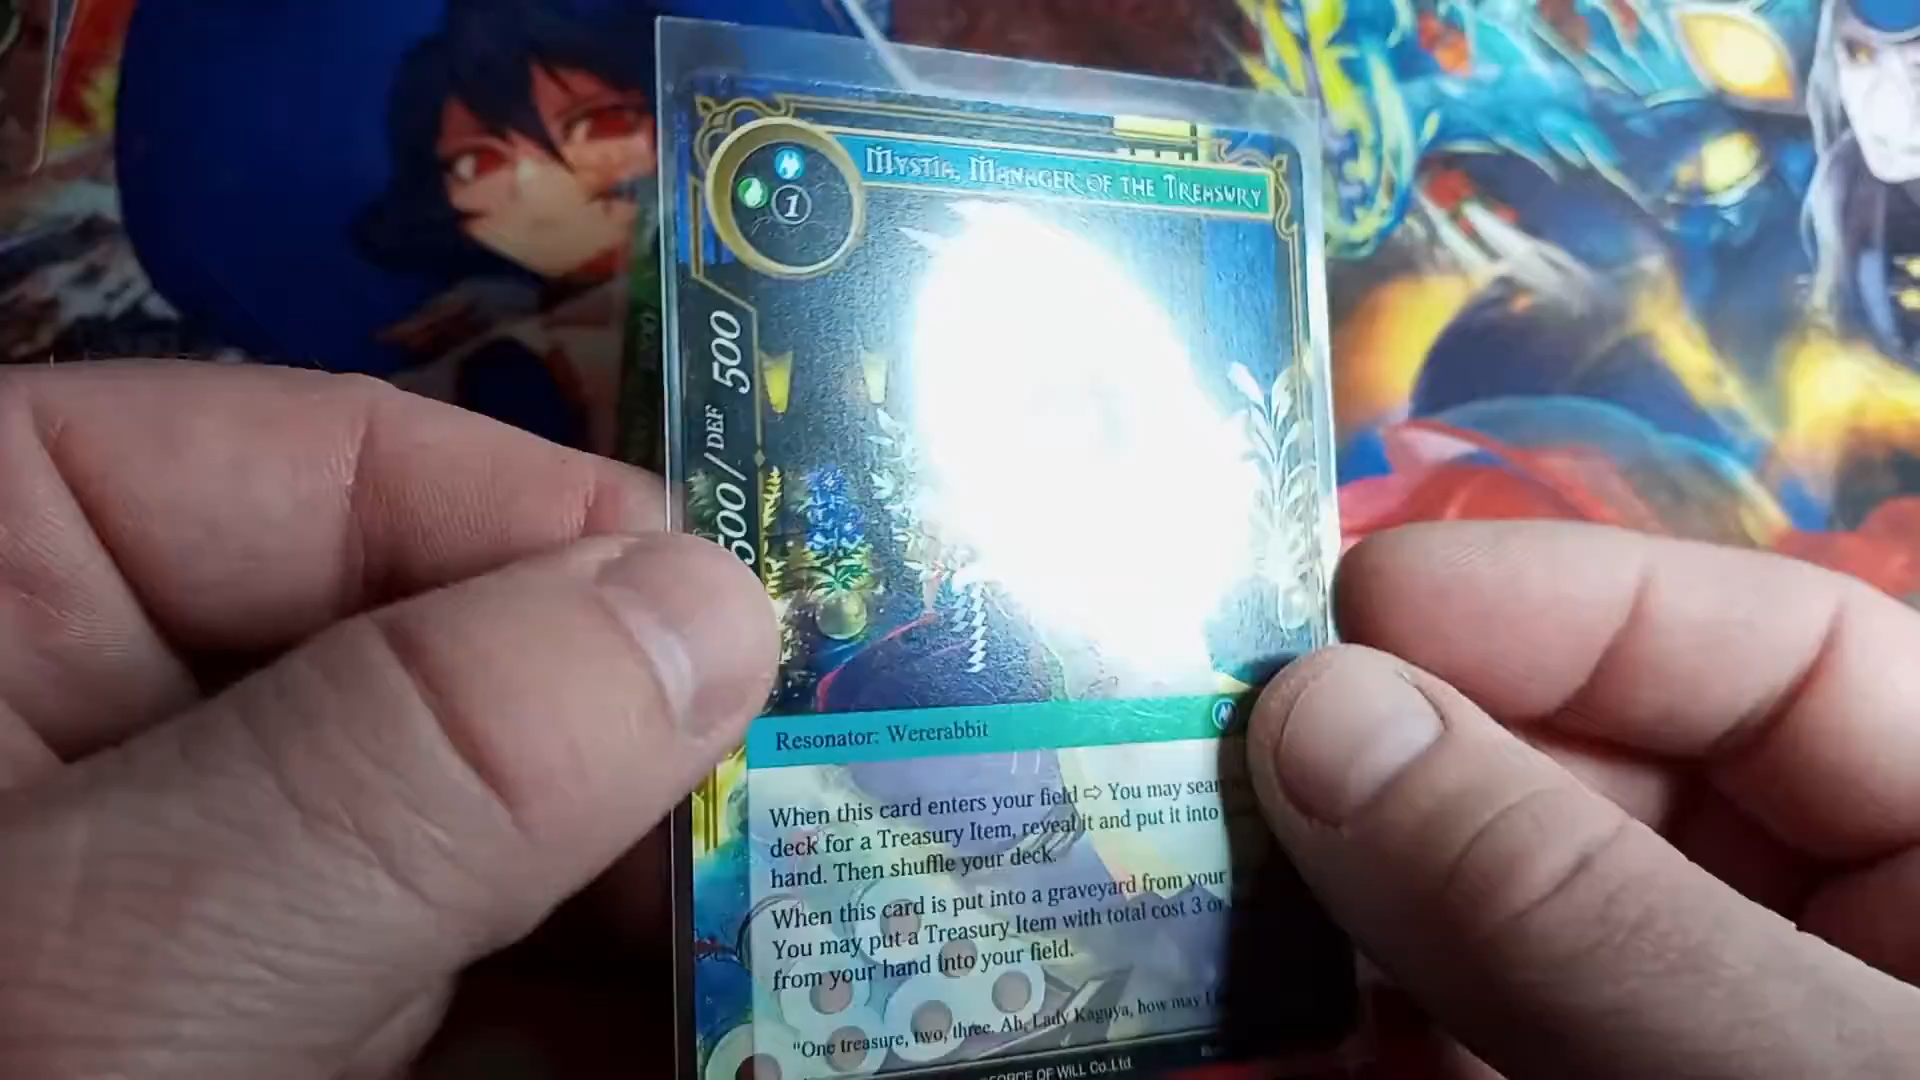 1
Mystia, Manager of the Treasury
500/DEF 500
Resonator: Wererabbit
When this card enters your field ⇨ You may
deck for a Treasury Item, reveal it and put it into
hand. Then shuffle your deck.
When this card is put into a graveyard from your
You may put a Treasury Item with total cost 3 or
from your hand into your field.
"One treasure, two, three. Ah, Lady Kaguya, how may I
FORCE OF WILL Co.,Ltd.